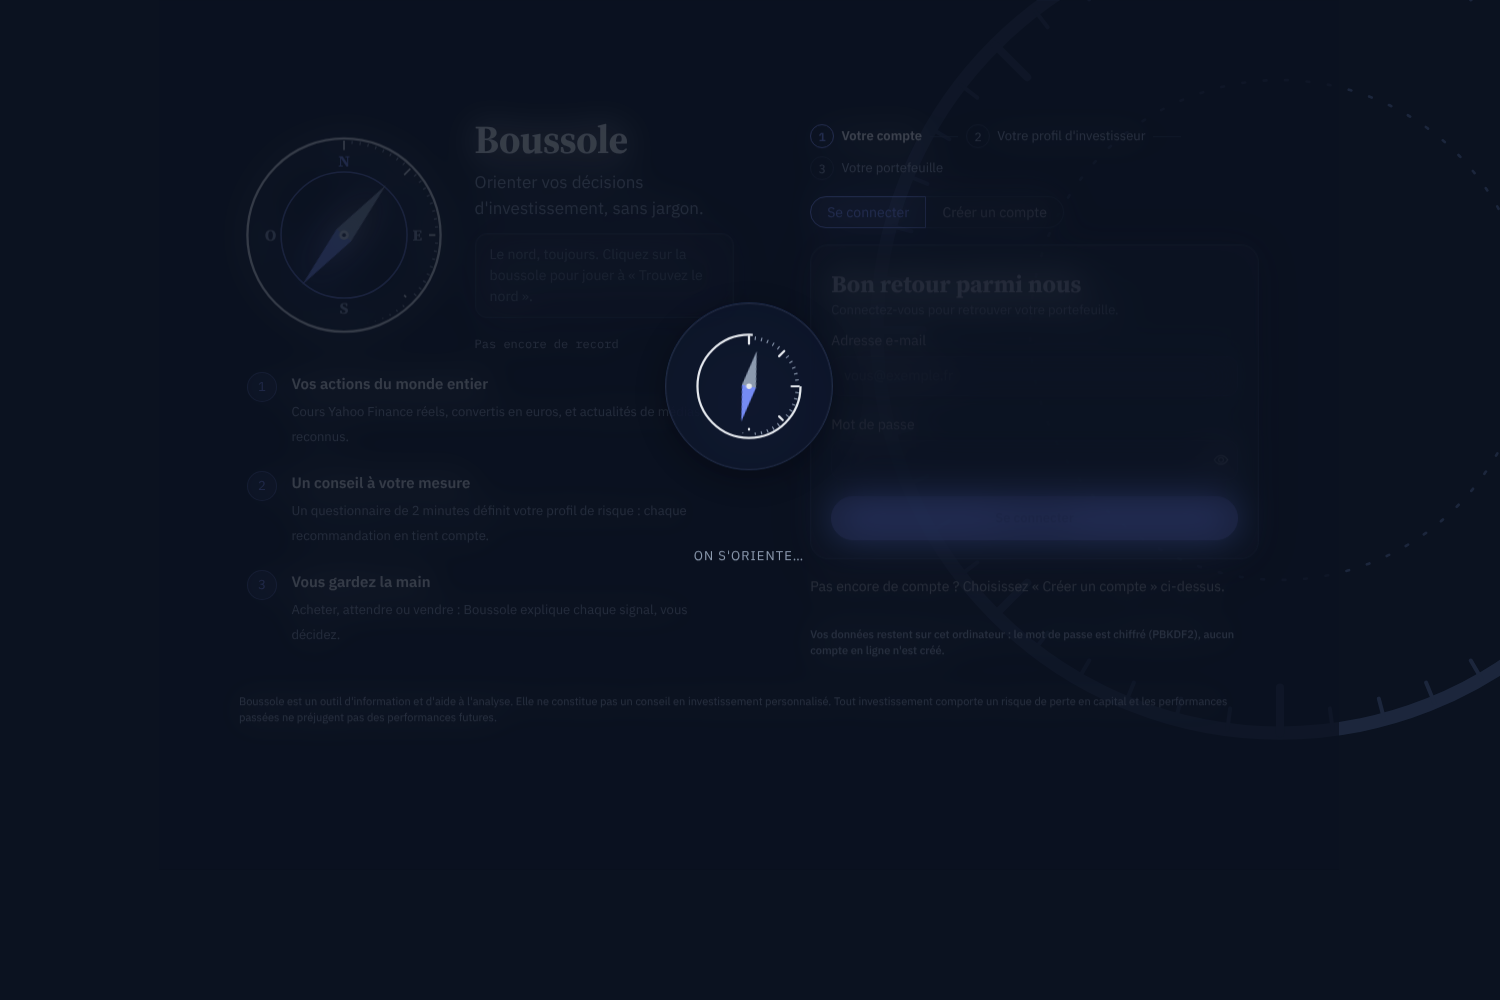 Boussole
Orienter vos décisions
d'investissement, sans jargon.
Le nord, toujours. Cliquez sur la
boussole pour jouer à « Trouvez le
nord ».
Pas encore de record
N
O
E
S
1
Vos actions du monde entier
Cours Yahoo Finance réels, convertis en euros, et actualités de m
reconnus.
2
Un conseil à votre mesure
Un questionnaire de 2 minutes définit votre profil de risque : chaque
recommandation en tient compte.
3
Vous gardez la main
Acheter, attendre ou vendre : Boussole explique chaque signal, vous
décidez.
ON S'ORIENTE...
1 Votre compte
2 Votre profil d'investisseur
3 Votre portefeuille
Se connecter
Créer un compte
Bon retour parmi nous
Connectez-vous pour retrouver votre portefeuille.
Adresse e-mail
Mot de passe
Pas encore de compte ? Choisissez « Créer un compte » ci-dessus.
Vos données restent sur cet ordinateur : le mot de passe est chiffré (PBKDF2), aucun
compte en ligne n'est créé.
Boussole est un outil d'information et d'aide à l'analyse. Elle ne constitue pas un conseil en investissement personnalisé. Tout investissement comporte un risque de perte en capital et les performances
passées ne préjugent pas des performances futures.